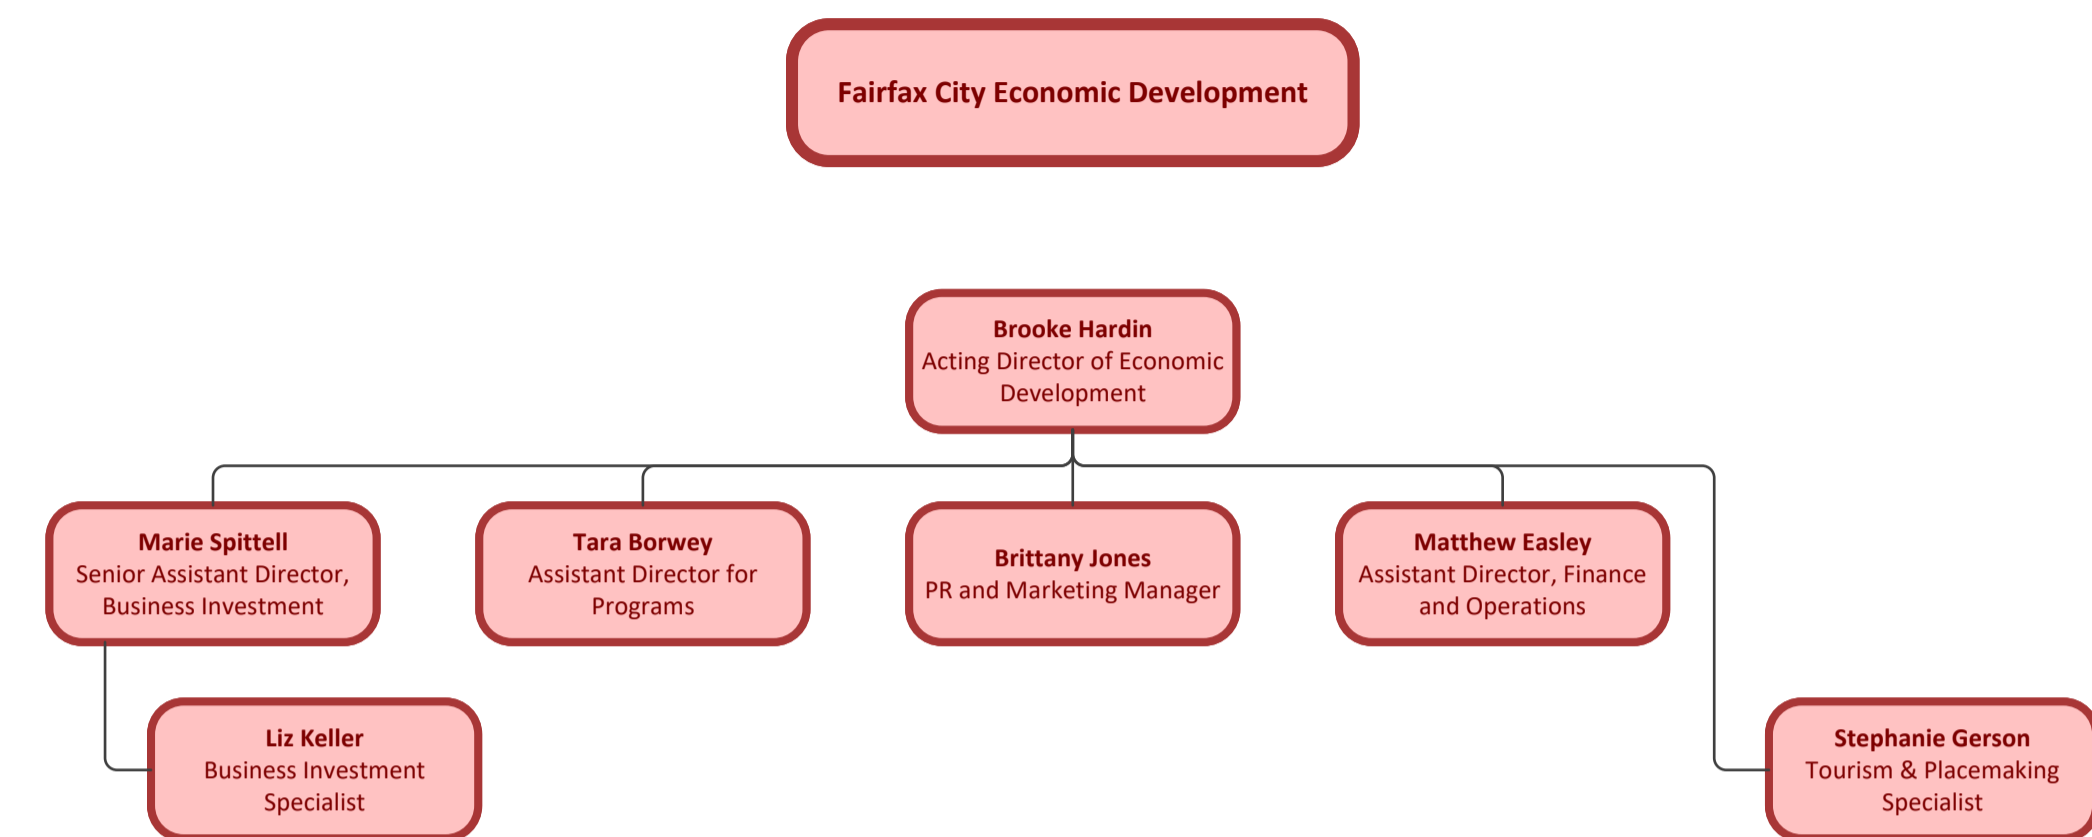 Fairfax City Economic Development
Brooke Hardin
Acting Director of Economic
Development
Marie Spittell
Senior Assistant Director,
Business Investment
Tara Borwey
Assistant Director for
Programs
Brittany Jones
PR and Marketing Manager
Matthew Easley
Assistant Director, Finance
and Operations
Liz Keller
Business Investment
Specialist
Stephanie Gerson
Tourism & Placemaking
Specialist